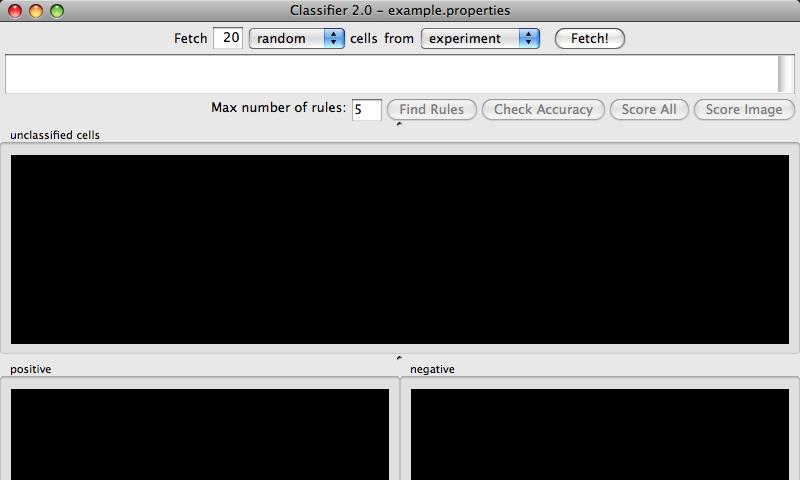 Classifier 2.0 - example.properties
Fetch 20 random cells from experiment Fetch!
Max number of rules: 5 Find Rules Check Accuracy Score All Score Image
unclassified cells
positive negative